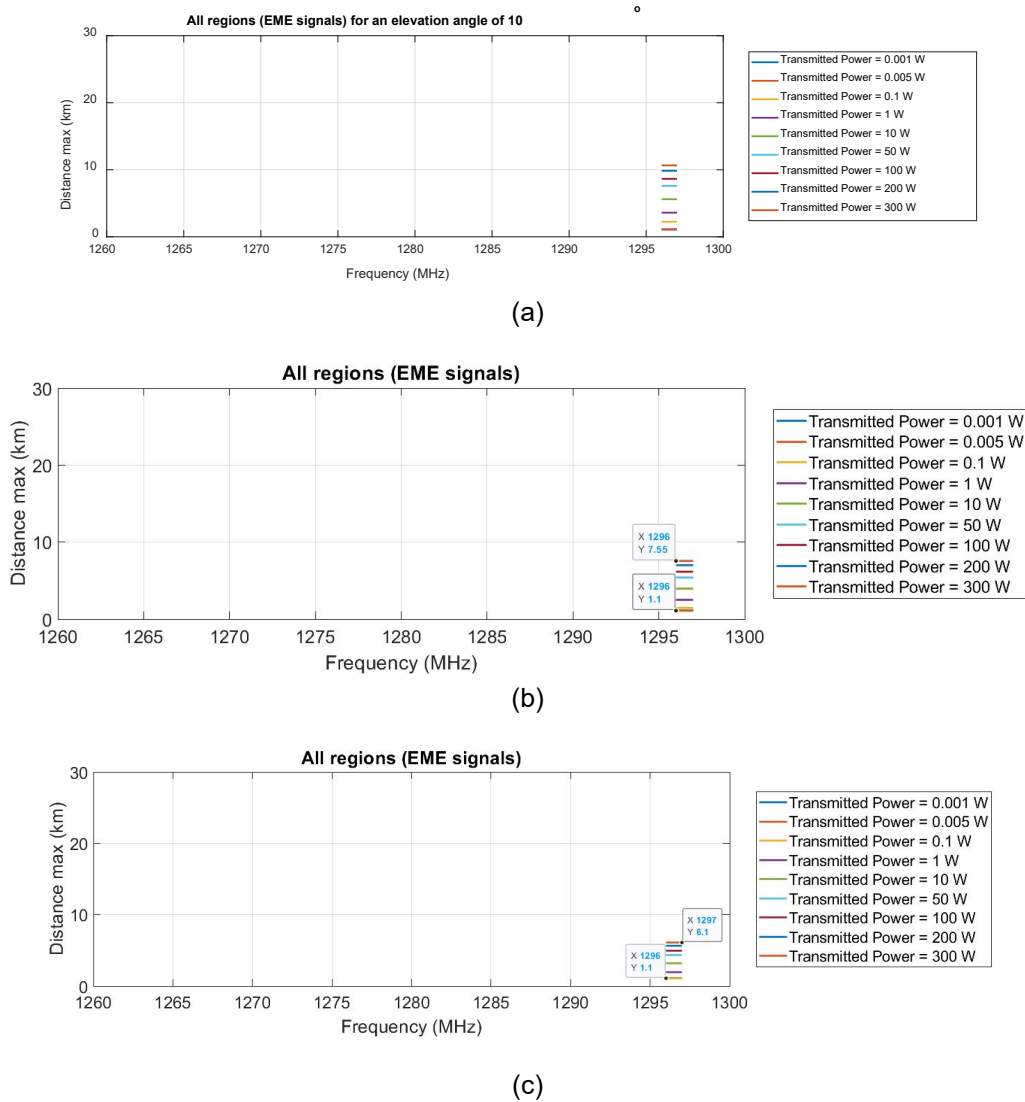 All regions (EME signals) for an elevation angle of 10 o
30
20
10
0
Distance max (km)
1260 1265 1270 1275 1280 1285 1290 1295 1300
Frequency (MHz)
Transmitted Power = 0.001 W
Transmitted Power = 0.005 W
Transmitted Power = 0.1 W
Transmitted Power = 1 W
Transmitted Power = 10 W
Transmitted Power = 50 W
Transmitted Power = 100 W
Transmitted Power = 200 W
Transmitted Power = 300 W
(a)
All regions (EME signals)
30
20
10
0
Distance max (km)
X 1296
Y 7.55
X 1296
Y 1.1
1260 1265 1270 1275 1280 1285 1290 1295 1300
Frequency (MHz)
Transmitted Power = 0.001 W
Transmitted Power = 0.005 W
Transmitted Power = 0.1 W
Transmitted Power = 1 W
Transmitted Power = 10 W
Transmitted Power = 50 W
Transmitted Power = 100 W
Transmitted Power = 200 W
Transmitted Power = 300 W
(b)
All regions (EME signals)
30
20
10
0
Distance max (km)
X 1297
Y 6.1
X 1296
Y 1.1
1260 1265 1270 1275 1280 1285 1290 1295 1300
Frequency (MHz)
Transmitted Power = 0.001 W
Transmitted Power = 0.005 W
Transmitted Power = 0.1 W
Transmitted Power = 1 W
Transmitted Power = 10 W
Transmitted Power = 50 W
Transmitted Power = 100 W
Transmitted Power = 200 W
Transmitted Power = 300 W
(c)